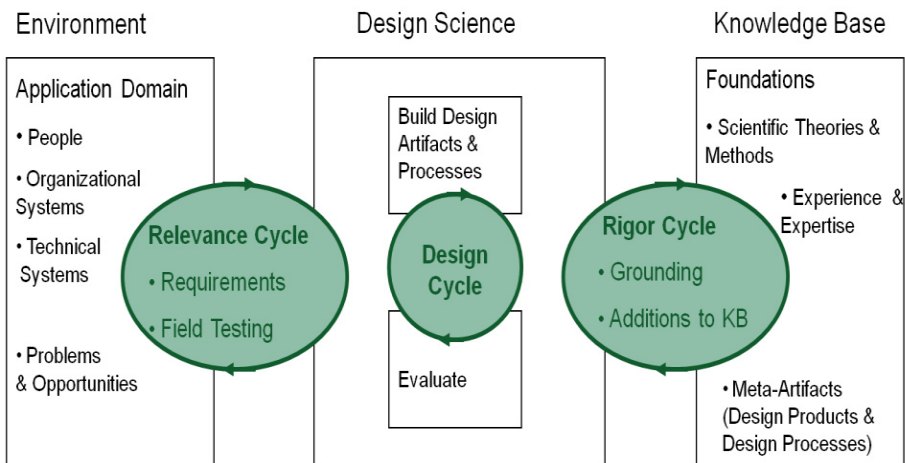 Environment
Design Science
Knowledge Base
Application Domain
• People
• Organizational
Systems
• Technical
Systems
• Problems
& Opportunities
Relevance Cycle
• Requirements
• Field Testing
Build Design
Artifacts &
Processes
Design
Cycle
Evaluate
Rigor Cycle
• Grounding
• Additions to KB
Foundations
• Scientific Theories &
Methods
• Experience &
Expertise
• Meta-Artifacts
(Design Products &
Design Processes)